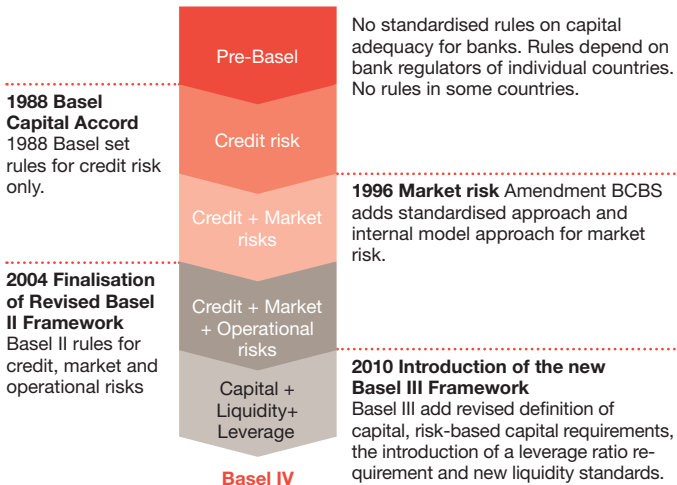 Pre-Basel
No standardised rules on capital
adequacy for banks. Rules depend on
bank regulators of individual countries.
No rules in some countries.
1988 Basel
Capital Accord
1988 Basel set
rules for credit risk
only.
Credit risk
1996 Market risk Amendment BCBS
adds standardised approach and
internal model approach for market
risk.
Credit + Market
risks
2004 Finalisation
of Revised Basel
II Framework
Basel II rules for
credit, market and
operational risks
Credit + Market
+ Operational
risks
2010 Introduction of the new
Basel III Framework
Basel III add revised definition of
capital, risk-based capital requirements,
the introduction of a leverage ratio re-
quirement and new liquidity standards.
Capital +
Liquidity+
Leverage
Basel IV